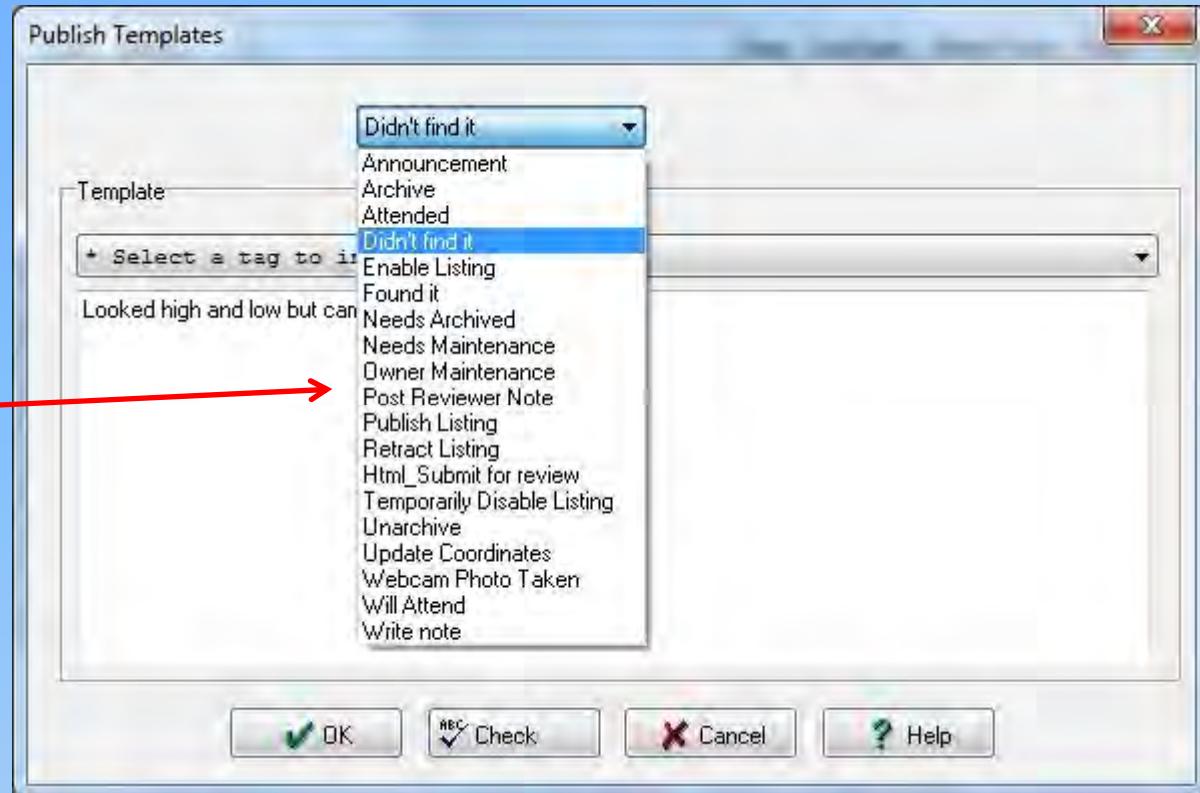 Publish Templates
Didn't find it
Announcement
Archive
Template
Attended
Didn't find it
* Select a tag to
Enable Listing
Found it
Looked high and low but
Needs Archived
Needs Maintenance
Owner Maintenance
Post Reviewer Note
Publish Listing
Retract Listing
Html_Submit for review
Temporarily Disable Listing
Unarchive
Update Coordinates
Webcam Photo Taken
Will Attend
Write note
OK
ABC Check
Cancel
? Help